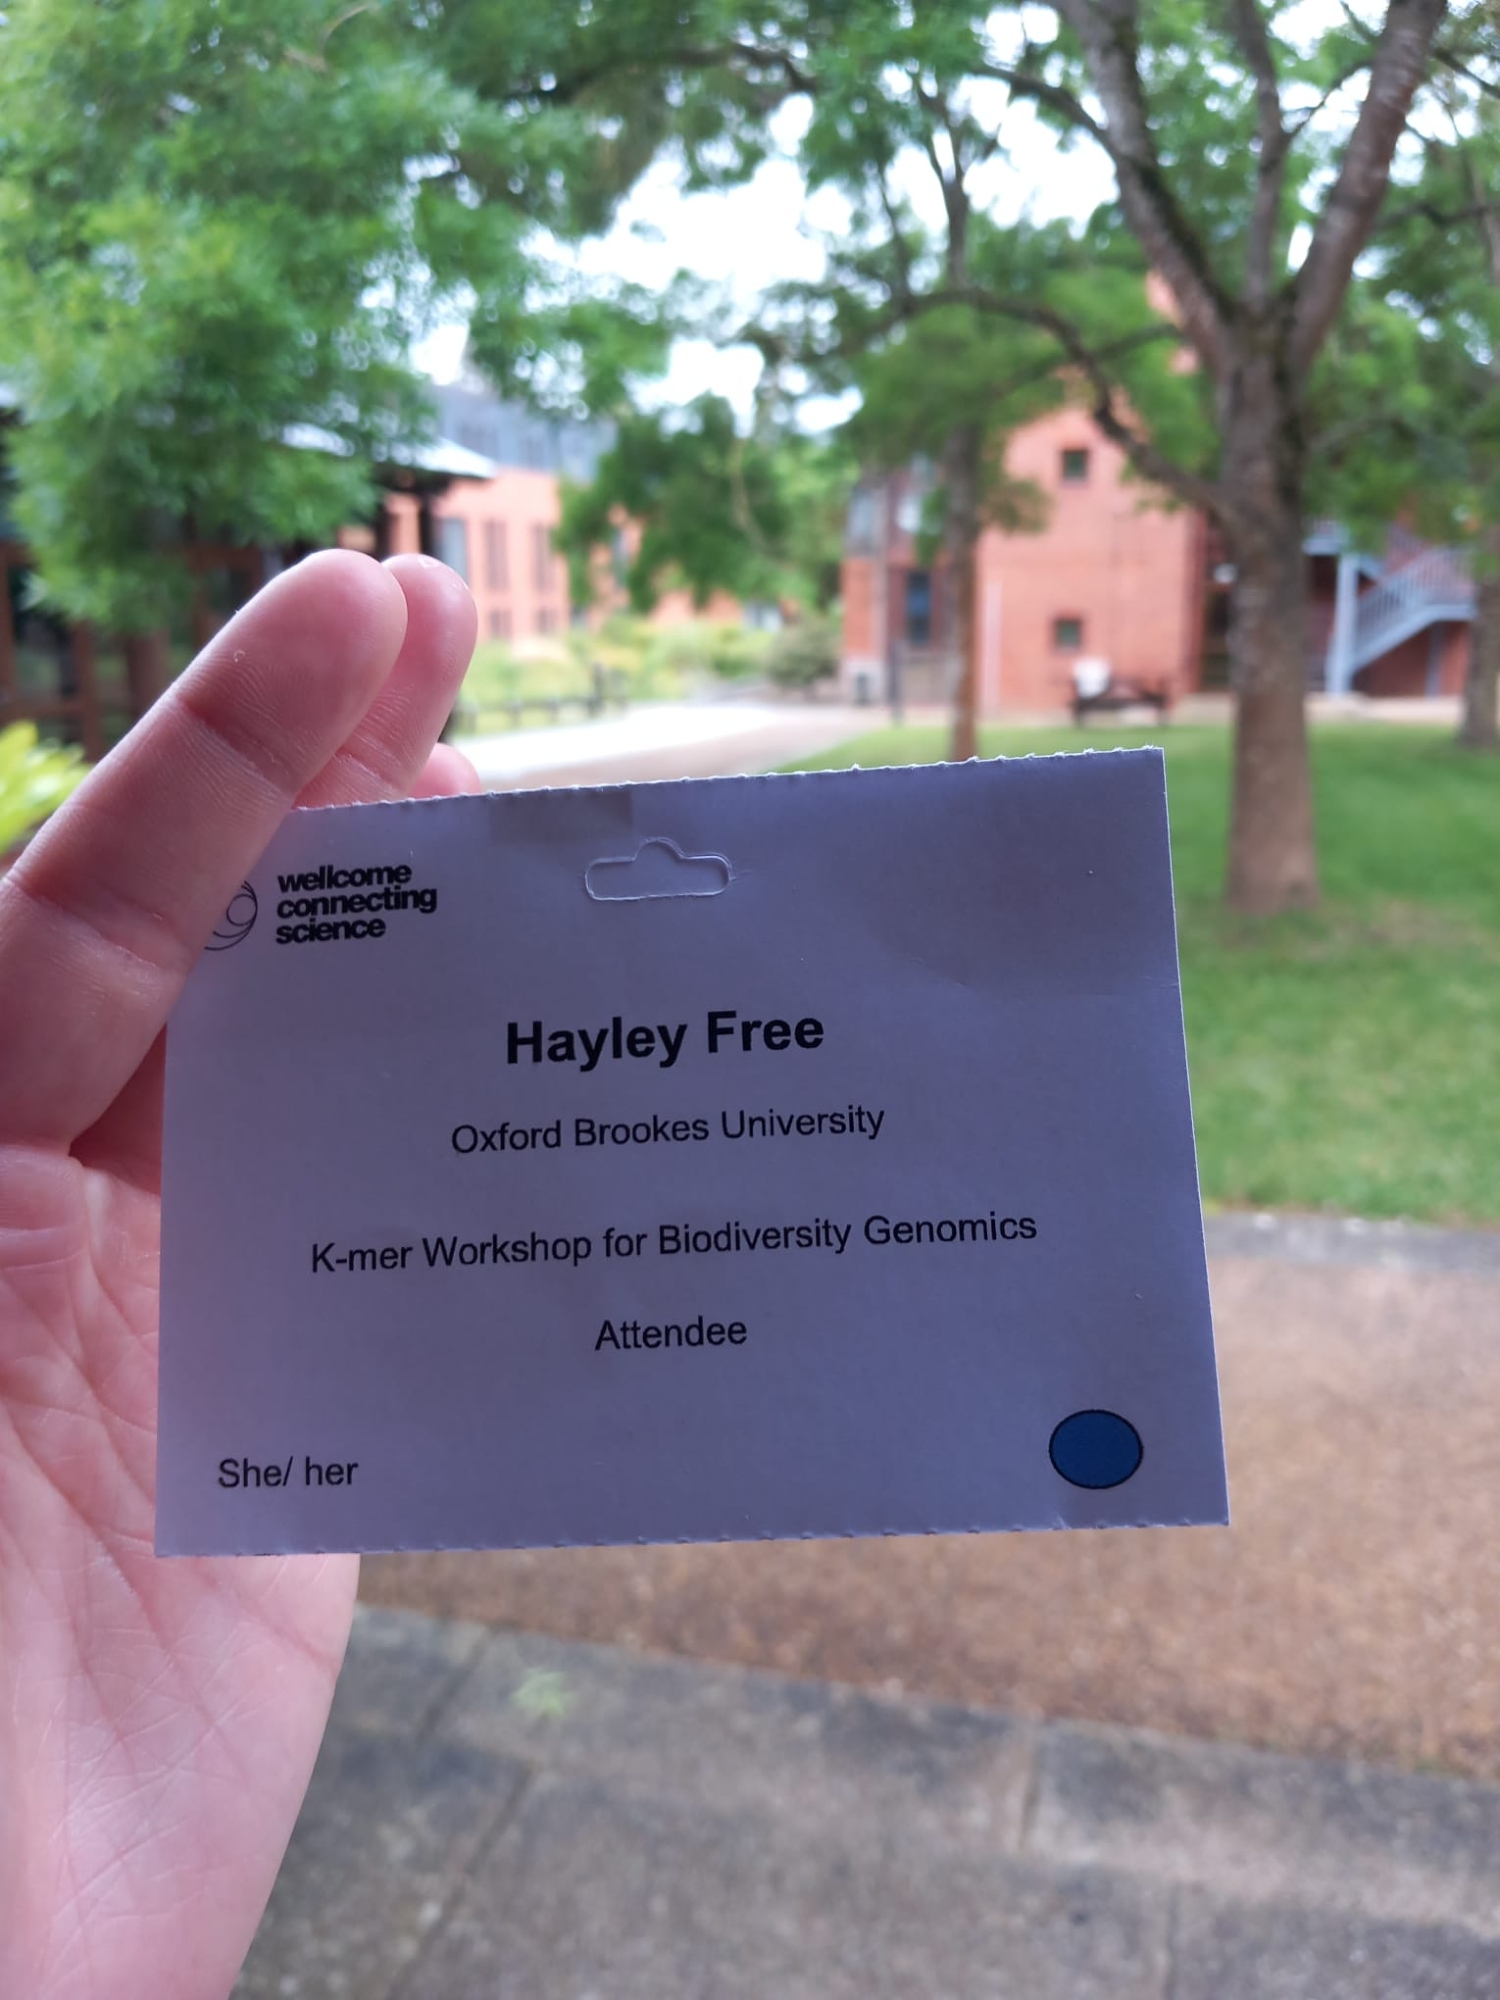 wellcome
connecting
science
Hayley Free
Oxford Brookes University
K-mer Workshop for Biodiversity Genomics
Attendee
She/ her